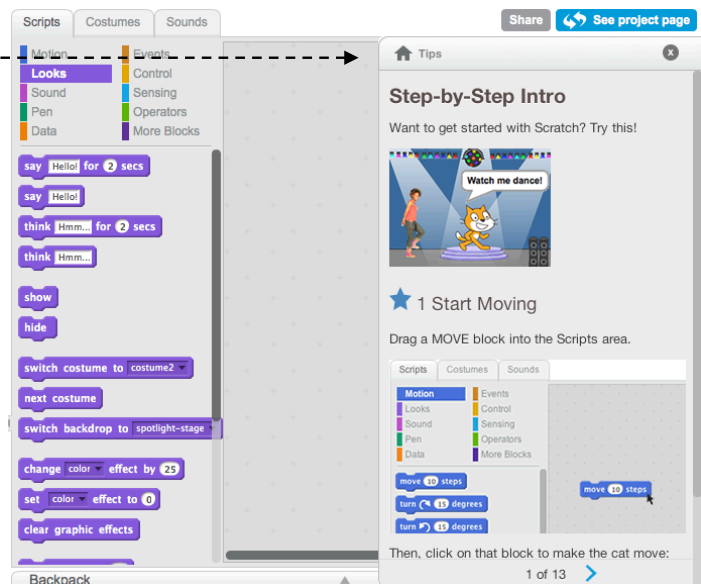 Scripts Costumes Sounds
Share See project page
Motion Events
Looks Control
Sound Sensing
Pen Operators
Data More Blocks
say Hello! for 2 secs
say Hello!
think Hmm... for 2 secs
think Hmm...
show
hide
switch costume to costume2
next costume
switch backdrop to spotlight-stage
change color effect by 25
set color effect to 0
clear graphic effects
Backpack
Tips
Step-by-Step Intro
Want to get started with Scratch? Try this!
Watch me dance!
1 Start Moving
Drag a MOVE block into the Scripts area.
Scripts Costumes Sounds
Motion Events
Looks Control
Sound Sensing
Pen Operators
Data More Blocks
move 10 steps
turn 15 degrees
turn 15 degrees
move 10 steps
Then, click on that block to make the cat move:
1 of 13